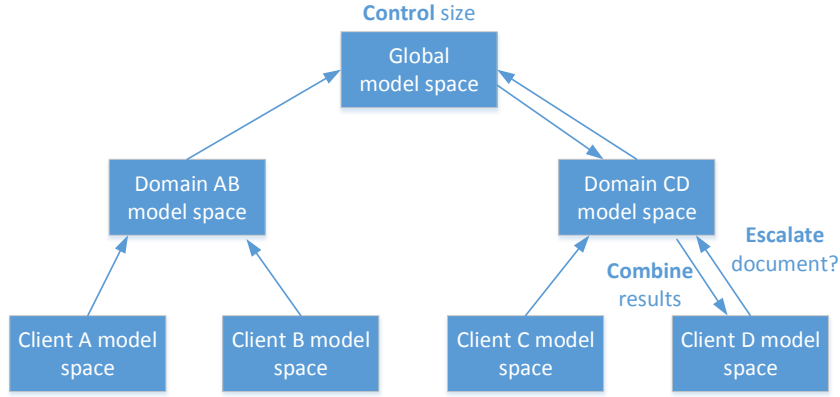 Control size
Global
model space
Domain AB
model space
Domain CD
model space
Escalate
document?
Combine
results
Client A model
space
Client B model
space
Client C model
space
Client D model
space